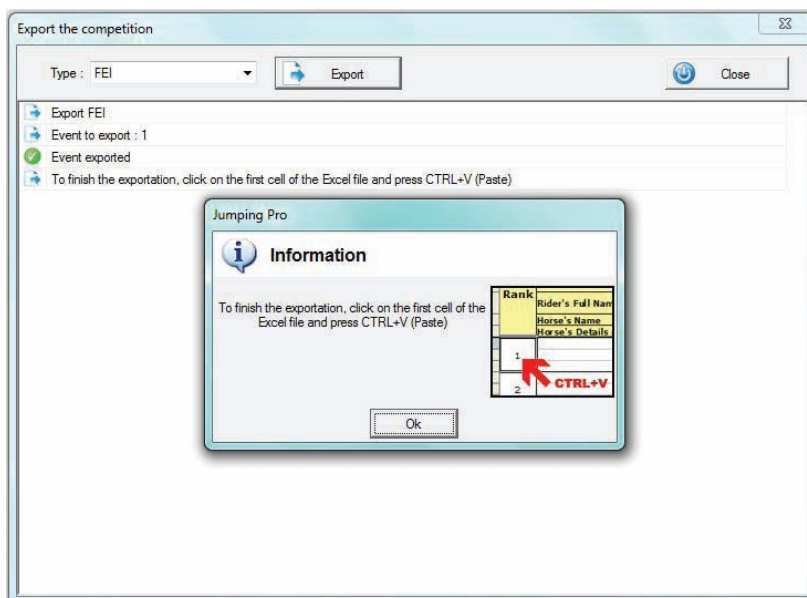 Export the competition
Type : FEI
Export
Close
Export FEI
Event to export : 1
Event exported
To finish the exportation, click on the first cell of the Excel file and press CTRL+V (Paste)
Jumping Pro
Information
To finish the exportation, click on the first cell of the
Excel file and press CTRL+V (Paste)
Rank
Rider's Full Nam
Horse's Name
Horse's Details
1
2
CTRL+V
Ok